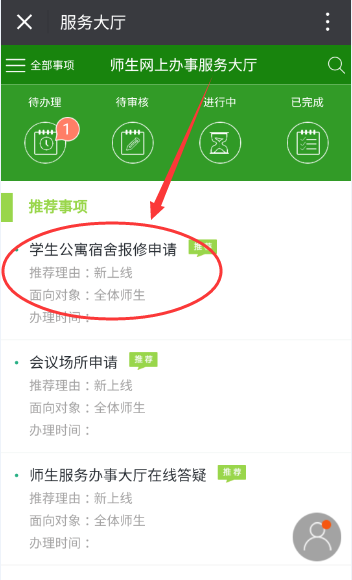 服务大厅
全部事项
师生网上办事服务大厅
待办理
待审核
进行中
已完成
1
推荐事项
学生公寓宿舍报修申请
推荐
推荐理由：新上线
面向对象：全体师生
办理时间：
会议场所申请
推荐
推荐理由：新上线
面向对象：全体师生
办理时间：
师生服务办事大厅在线答疑
推荐
推荐理由：新上线
面向对象：全体师生
办理时间：